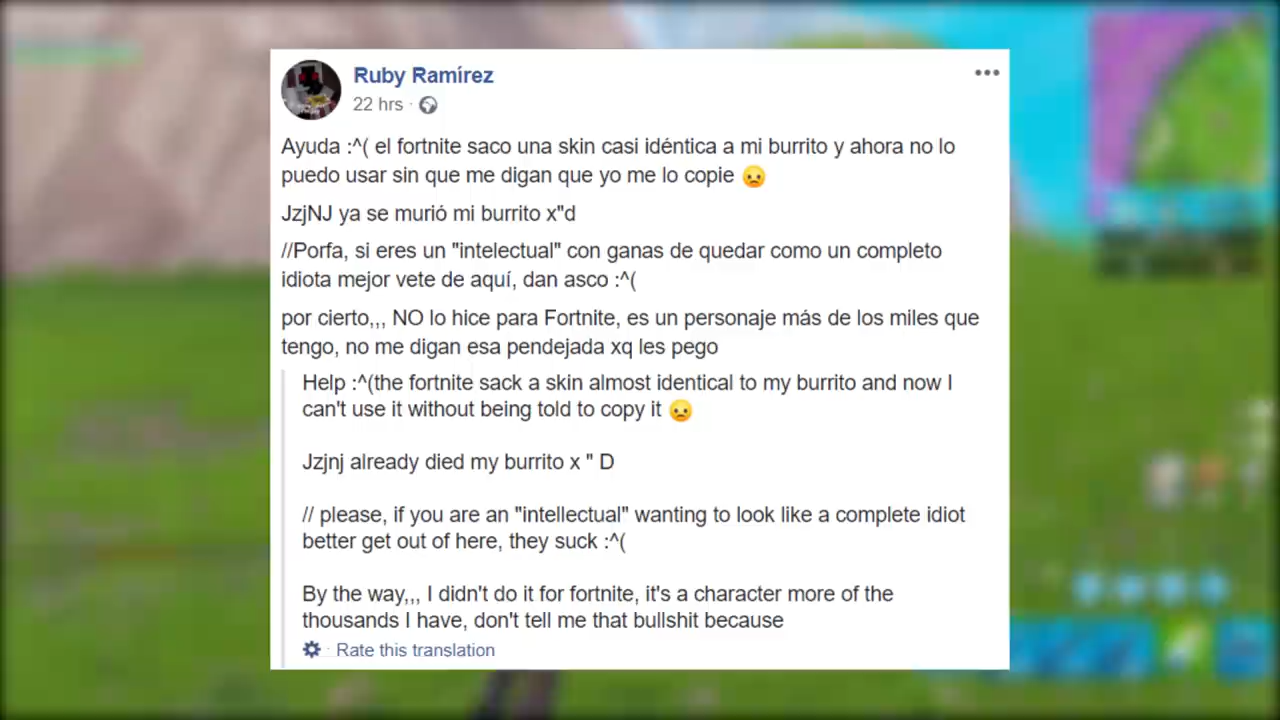 Ruby Ramírez
22 hrs ·
Ayuda :^( el fortnite saco una skin casi idéntica a mi burrito y ahora no lo
puedo usar sin que me digan que yo me lo copie 😞
JzjNJ ya se murió mi burrito x"d
//Porfa, si eres un "intelectual" con ganas de quedar como un completo
idiota mejor vete de aquí, dan asco :^(
por cierto,,, NO lo hice para Fortnite, es un personaje más de los miles que
tengo, no me digan esa pendejada xq les pego
Help :^(the fortnite sack a skin almost identical to my burrito and now I
can't use it without being told to copy it 😞
Jzjnj already died my burrito x " D
// please, if you are an "intellectual" wanting to look like a complete idiot
better get out of here, they suck :^(
By the way,,, I didn't do it for fortnite, it's a character more of the
thousands I have, don't tell me that bullshit because
· Rate this translation